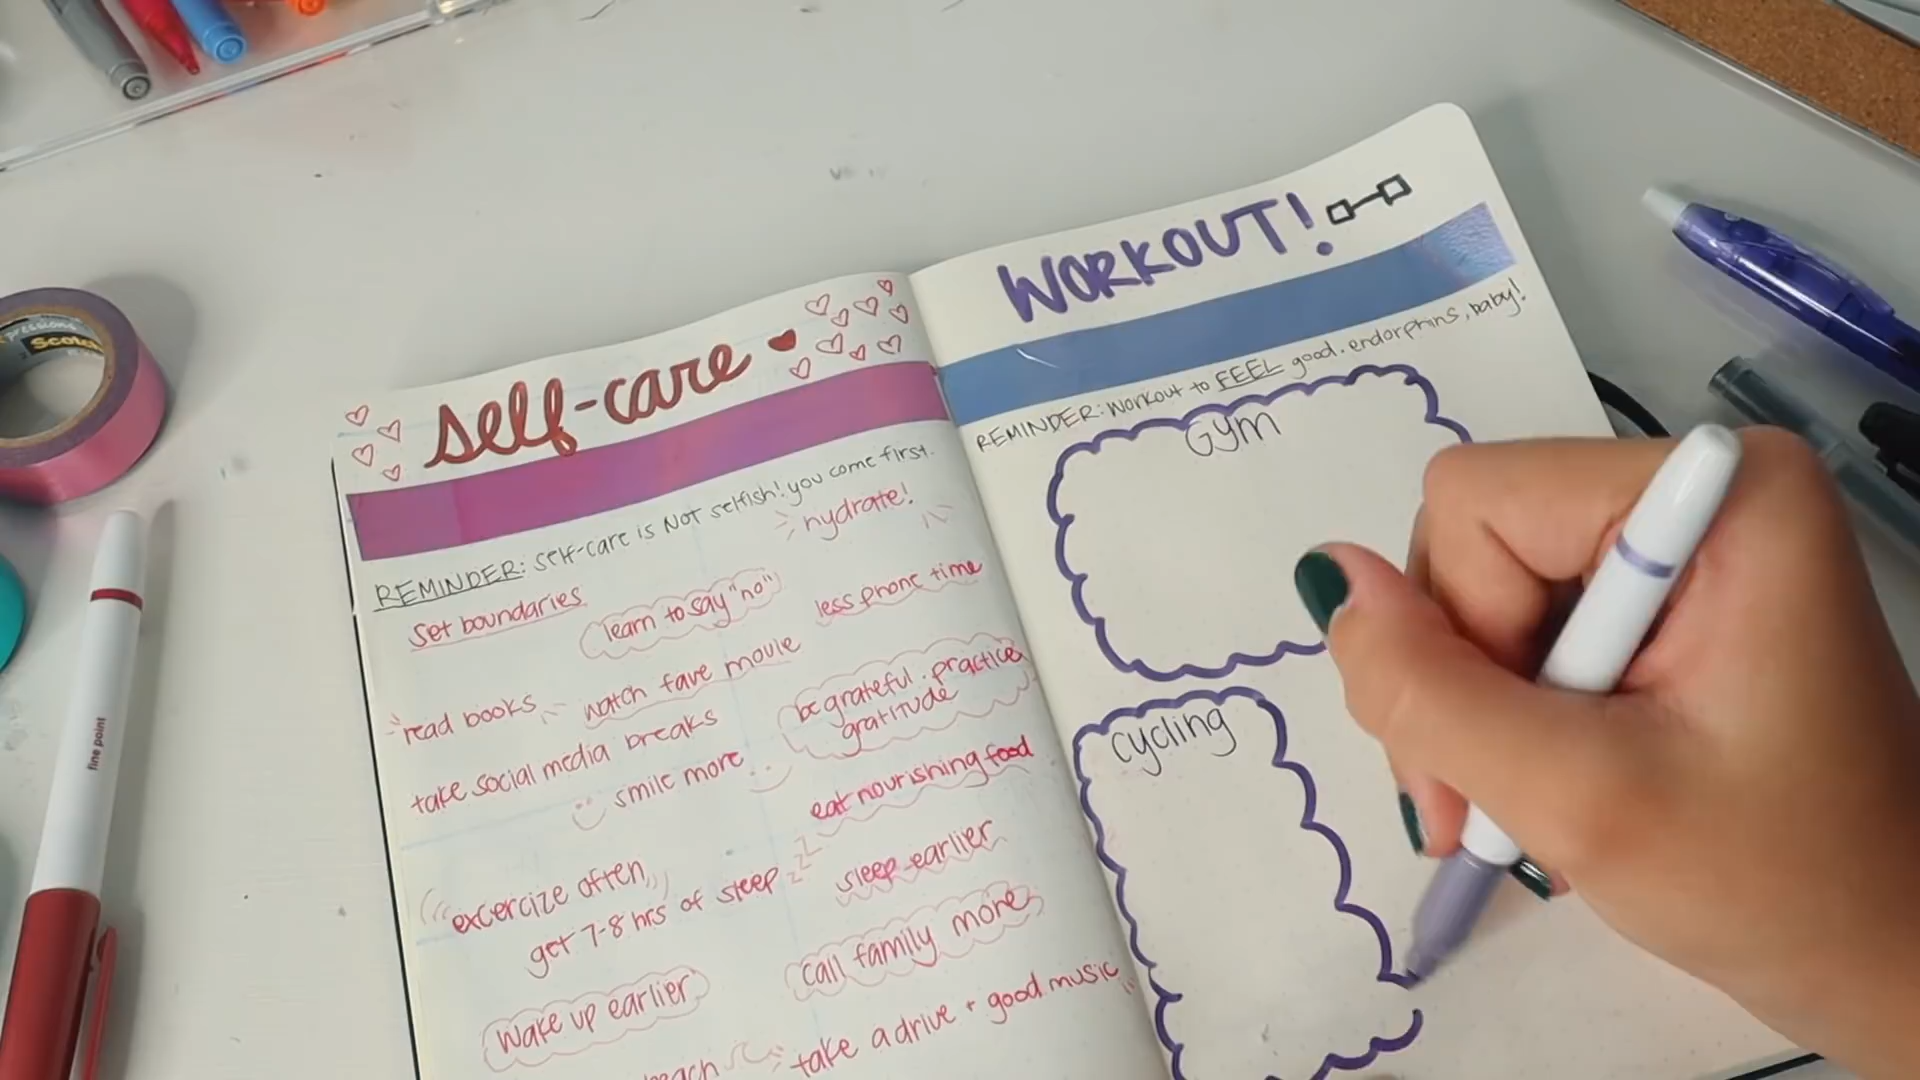 Scotch
fine point
self-care
REMINDER: self-care is NOT selfish! you come first.
hydrate!
set boundaries
learn to say "no"
less phone time
read books
watch fave movie
be grateful. practice
gratitude
take social media breaks
smile more
eat nourishing food
excercize often
get 7-8 hrs of sleep zzz
sleep earlier
wake up earlier
call family more
take a drive + good music
WORKOUT!
REMINDER: Workout to FEEL good. endorphins, baby!
Gym
cycling